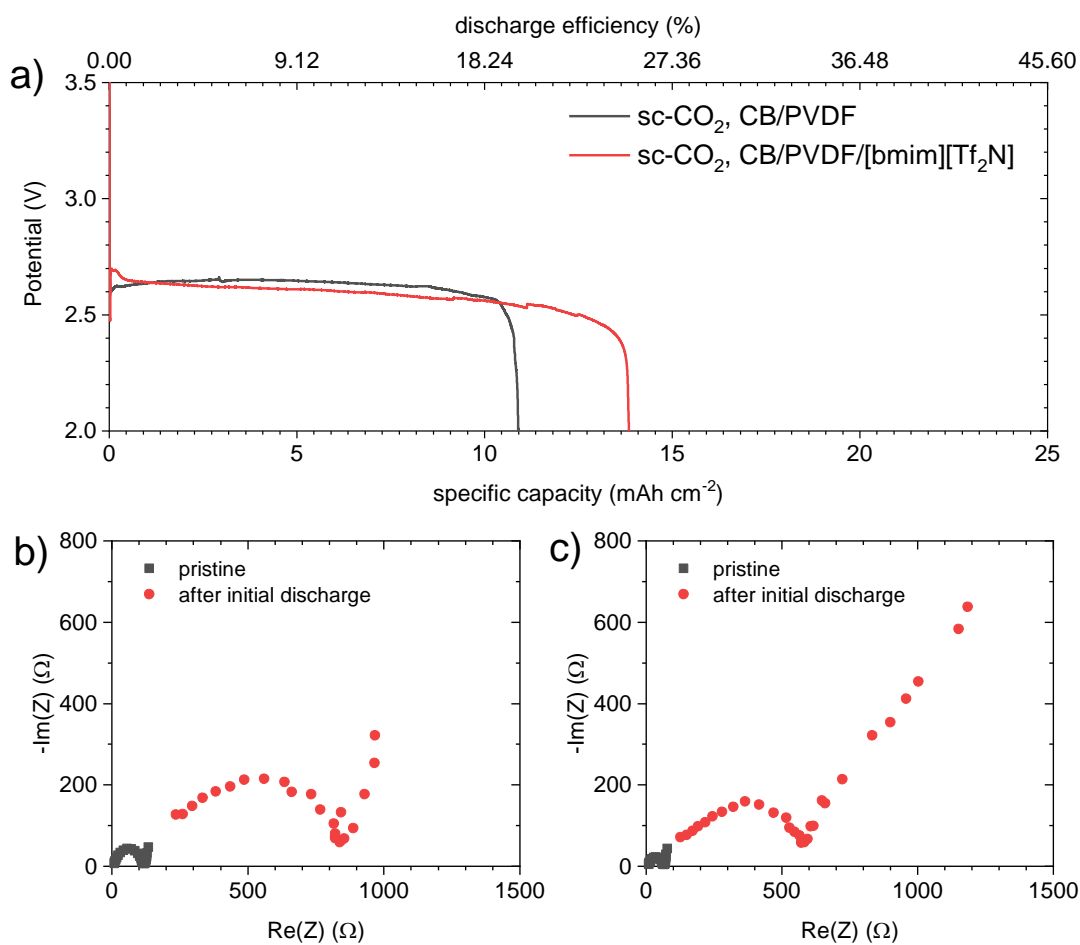 discharge efficiency (%)
0.00 9.12 18.24 27.36 36.48 45.60
a)
3.5
3.0
2.5
2.0
Potential (V)
sc-CO₂, CB/PVDF
sc-CO₂, CB/PVDF/[bmim][Tf₂N]
0 5 10 15 20 25
specific capacity (mAh cm⁻²)
b)
800
600
400
200
0
-Im(Z) (Ω)
pristine
after initial discharge
0 500 1000 1500
Re(Z) (Ω)
c)
800
600
400
200
0
-Im(Z) (Ω)
pristine
after initial discharge
0 500 1000 1500
Re(Z) (Ω)